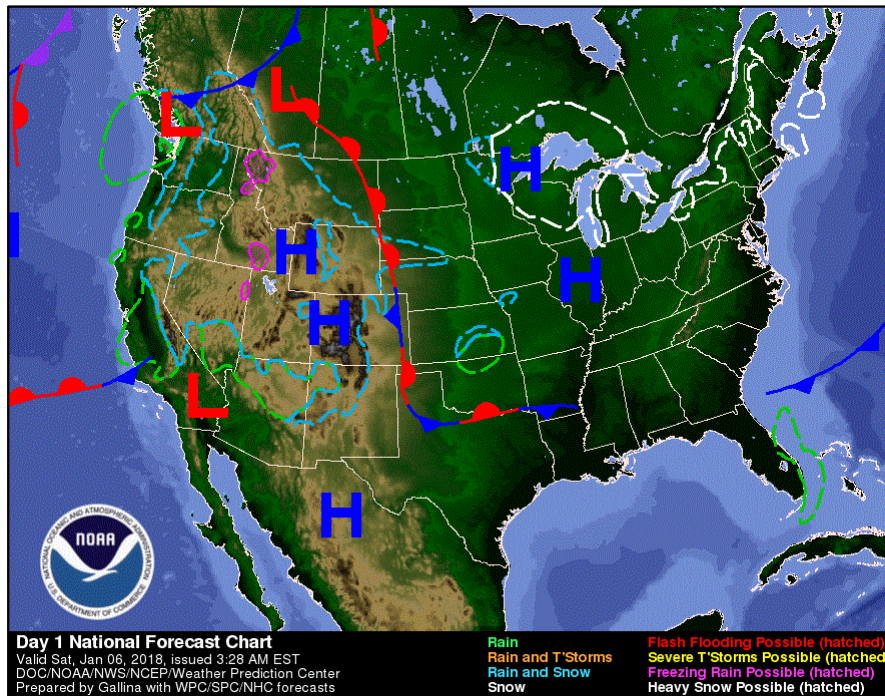 L
L
H
H
H
H
L
H
NATIONAL OCEANIC AND ATMOSPHERIC ADMINISTRATION
NOAA
U.S. DEPARTMENT OF COMMERCE
Day 1 National Forecast Chart
Valid Sat, Jan 06, 2018, issued 3:28 AM EST
DOC/NOAA/NWS/NCEP/Weather Prediction Center
Prepared by Gallina with WPC/SPC/NHC forecasts
Rain
Rain and T'Storms
Rain and Snow
Snow
Flash Flooding Possible (hatched)
Severe T'Storms Possible (hatched)
Freezing Rain Possible (hatched)
Heavy Snow Possible (hatched)